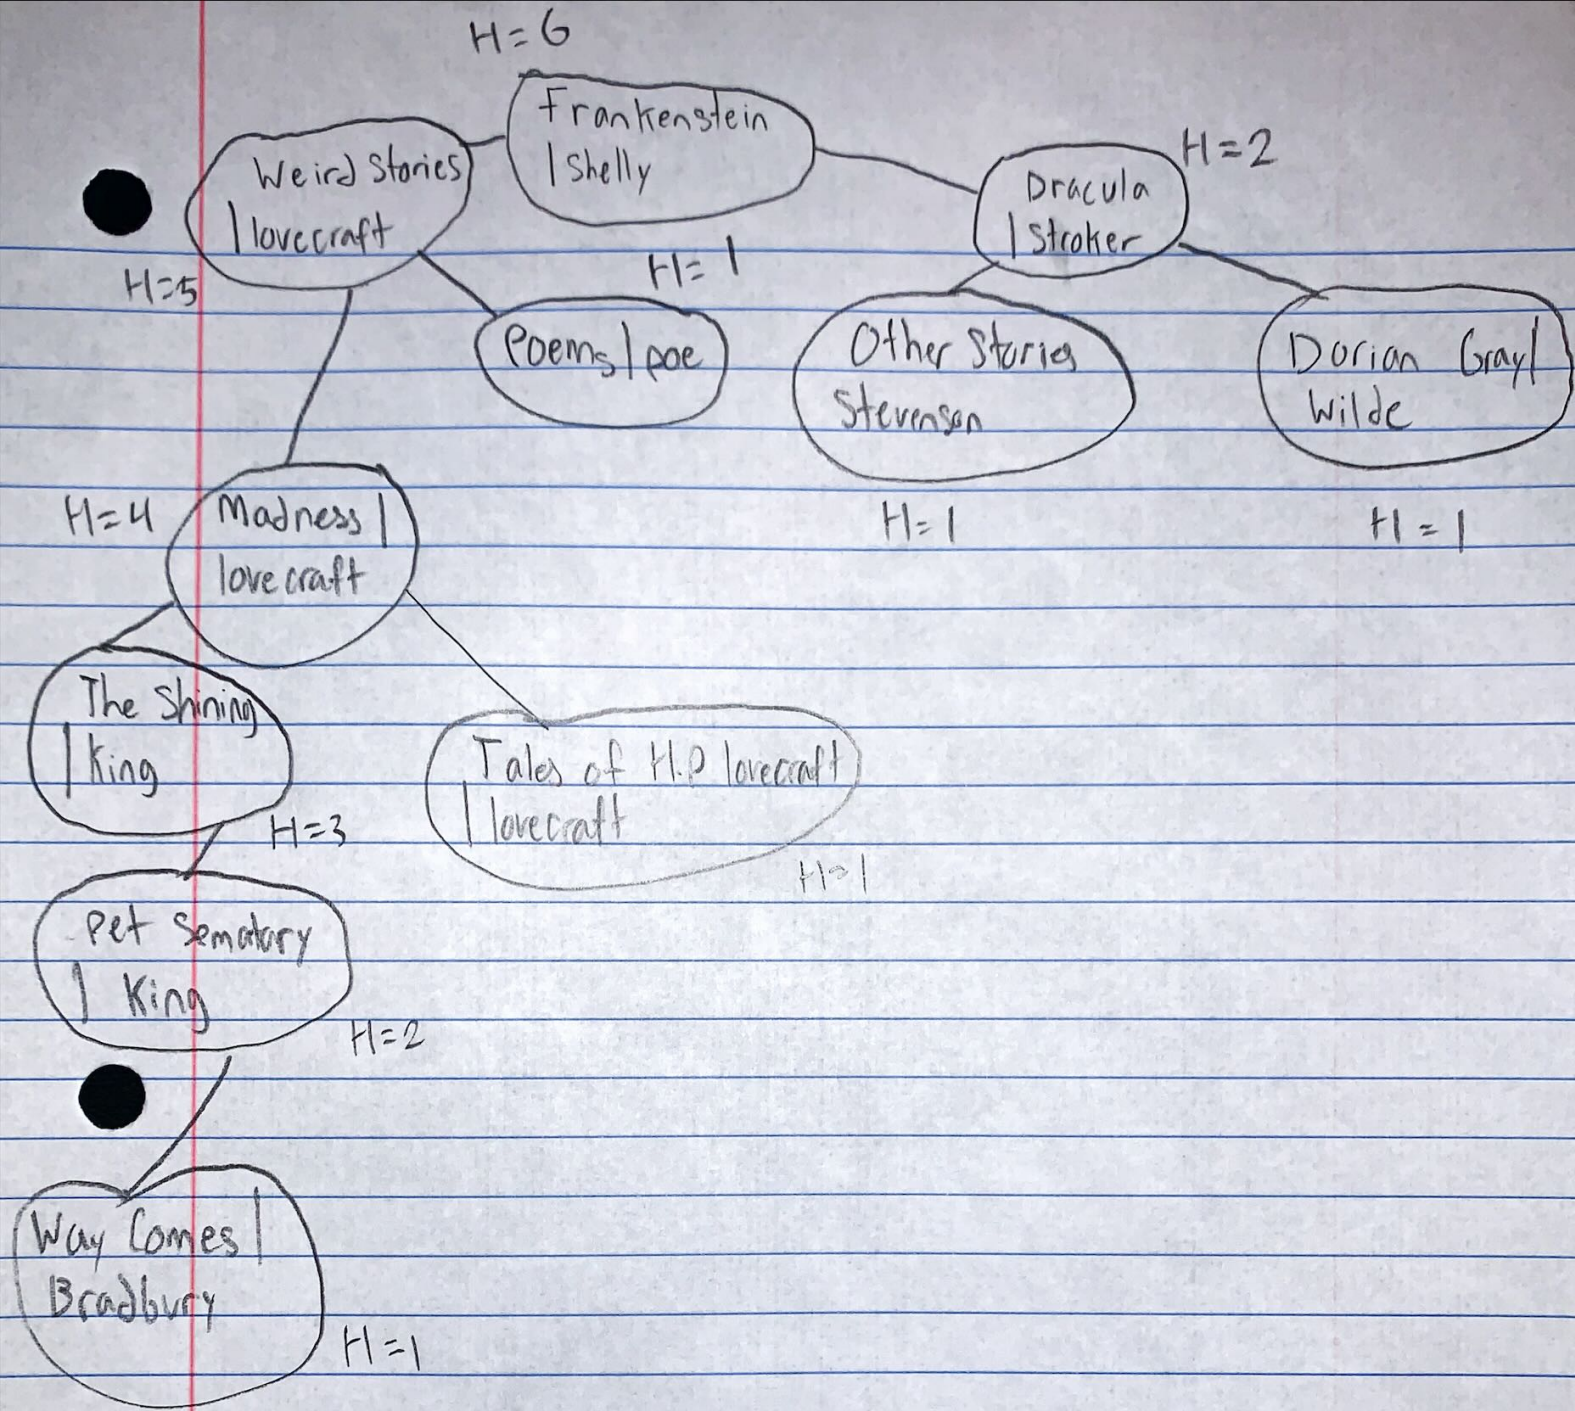 H=6
Frankenstein
| Shelly
Weird Stories
| lovecraft
H=5
Dracula
| Stroker
H=2
H=1
Poems | poe
Other Stories
Stevenson
H=1
Dorian Gray |
Wilde
H=1
H=4
Madness |
lovecraft
The Shining
| King
H=3
Tales of H.P lovecraft
| lovecraft
H=1
Pet Sematary
| King
H=2
Way Comes |
Bradbury
H=1